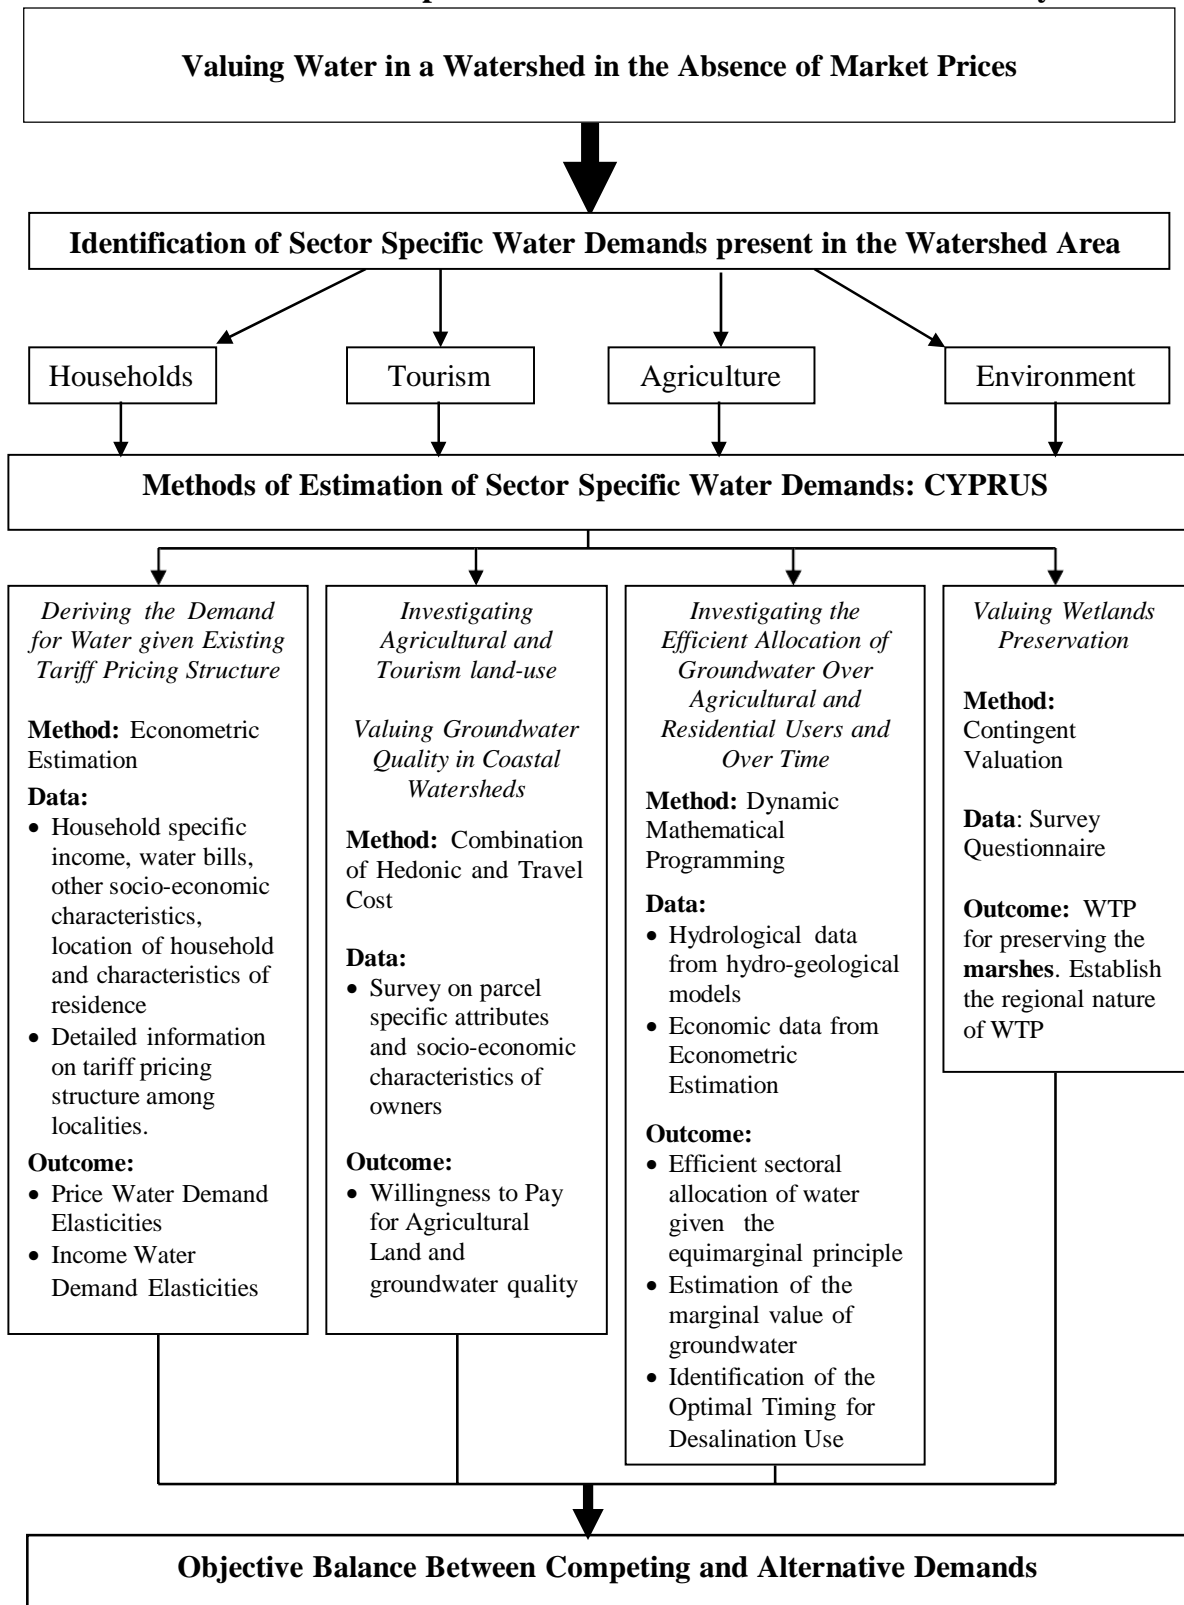 Valuing Water in a Watershed in the Absence of Market Prices
Identification of Sector Specific Water Demands present in the Watershed Area
Households
Tourism
Agriculture
Environment
Methods of Estimation of Sector Specific Water Demands: CYPRUS
Deriving the Demand
for Water given Existing
Tariff Pricing Structure
Method: Econometric
Estimation
Data:
• Household specific
income, water bills,
other socio-economic
characteristics,
location of household
and characteristics of
residence
• Detailed information
on tariff pricing
structure among
localities.
Outcome:
• Price Water Demand
Elasticities
• Income Water
Demand Elasticities
Investigating
Agricultural and
Tourism land-use
Valuing Groundwater
Quality in Coastal
Watersheds
Method: Combination
of Hedonic and Travel
Cost
Data:
• Survey on parcel
specific attributes
and socio-economic
characteristics of
owners
Outcome:
• Willingness to Pay
for Agricultural
Land and
groundwater quality
Investigating the
Efficient Allocation of
Groundwater Over
Agricultural and
Residential Users and
Over Time
Method: Dynamic
Mathematical
Programming
Data:
• Hydrological data
from hydro-geological
models
• Economic data from
Econometric
Estimation
Outcome:
• Efficient sectoral
allocation of water
given the
equimarginal principle
• Estimation of the
marginal value of
groundwater
• Identification of the
Optimal Timing for
Desalination Use
Valuing Wetlands
Preservation
Method:
Contingent
Valuation
Data: Survey
Questionnaire
Outcome: WTP
for preserving the
marshes. Establish
the regional nature
of WTP
Objective Balance Between Competing and Alternative Demands